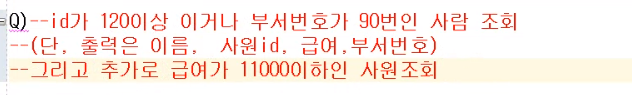 Q)--id가 120이상 이거나 부서번호가 90번인 사람 조회
--(단, 출력은 이름, 사원id, 급여,부서번호)
--그리고 추가로 급여가 11000이하인 사원조회